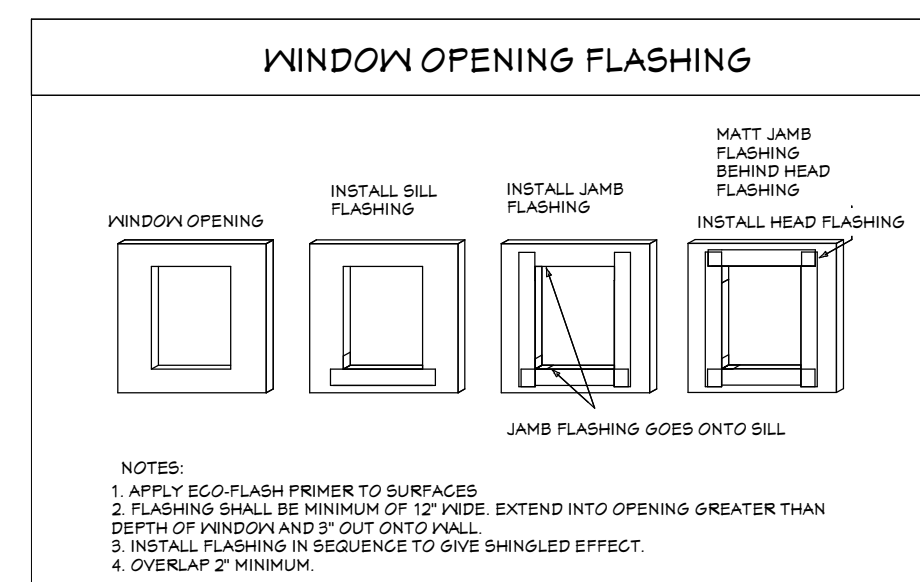 WINDOW OPENING FLASHING
WINDOW OPENING
INSTALL SILL
FLASHING
INSTALL JAMB
FLASHING
MATT JAMB
FLASHING
BEHIND HEAD
FLASHING
INSTALL HEAD FLASHING
JAMB FLASHING GOES ONTO SILL
NOTES:
1. APPLY ECO-FLASH PRIMER TO SURFACES
2. FLASHING SHALL BE MINIMUM OF 12" WIDE. EXTEND INTO OPENING GREATER THAN
DEPTH OF WINDOW AND 3" OUT ONTO WALL.
3. INSTALL FLASHING IN SEQUENCE TO GIVE SHINGLED EFFECT.
4. OVERLAP 2" MINIMUM.